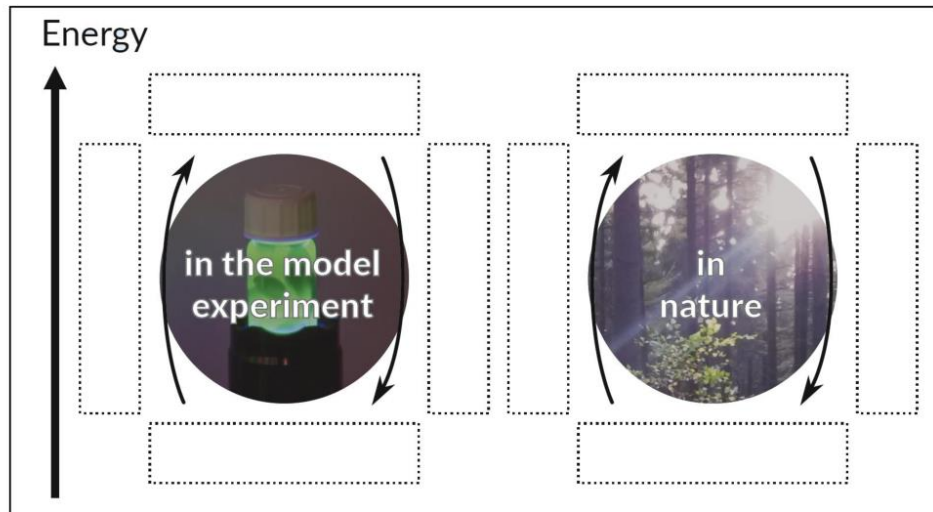 Energy
in the model
experiment
in
nature